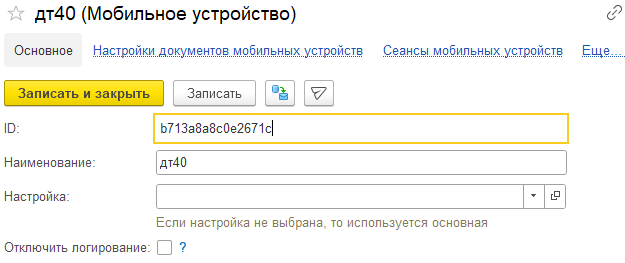 дт40 (Мобильное устройство)
Основное Настройки документов мобильных устройств Сеансы мобильных устройств Еще...
Записать и закрыть Записать
ID: b713a8a8c0e2671c
Наименование: дт40
Настройка:
Если настройка не выбрана, то используется основная
Отключить логирование: ?